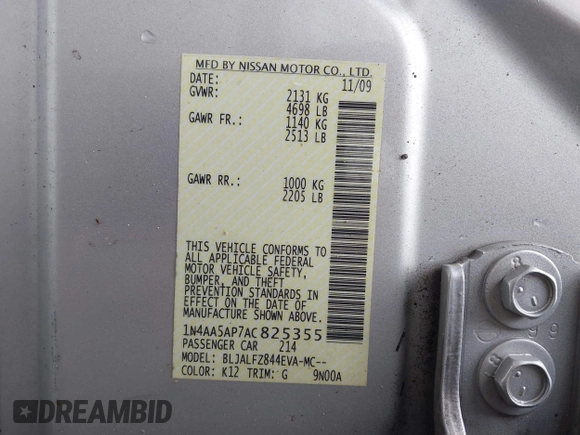 MFD BY NISSAN MOTOR CO., LTD.
DATE: 11/09
GVWR: 2131 KG
4698 LB
GAWR FR.: 1140 KG
2513 LB
GAWR RR.: 1000 KG
2205 LB
THIS VEHICLE CONFORMS TO
ALL APPLICABLE FEDERAL
MOTOR VEHICLE SAFETY,
BUMPER, AND THEFT
PREVENTION STANDARDS IN
EFFECT ON THE DATE OF
MANUFACTURE SHOWN ABOVE.
1N4AA5AP7AC825355
PASSENGER CAR 214
MODEL: BLJALFZ844EVA-MC--
COLOR: K12 TRIM: G 9N00A
8
8
99
DREAMBID